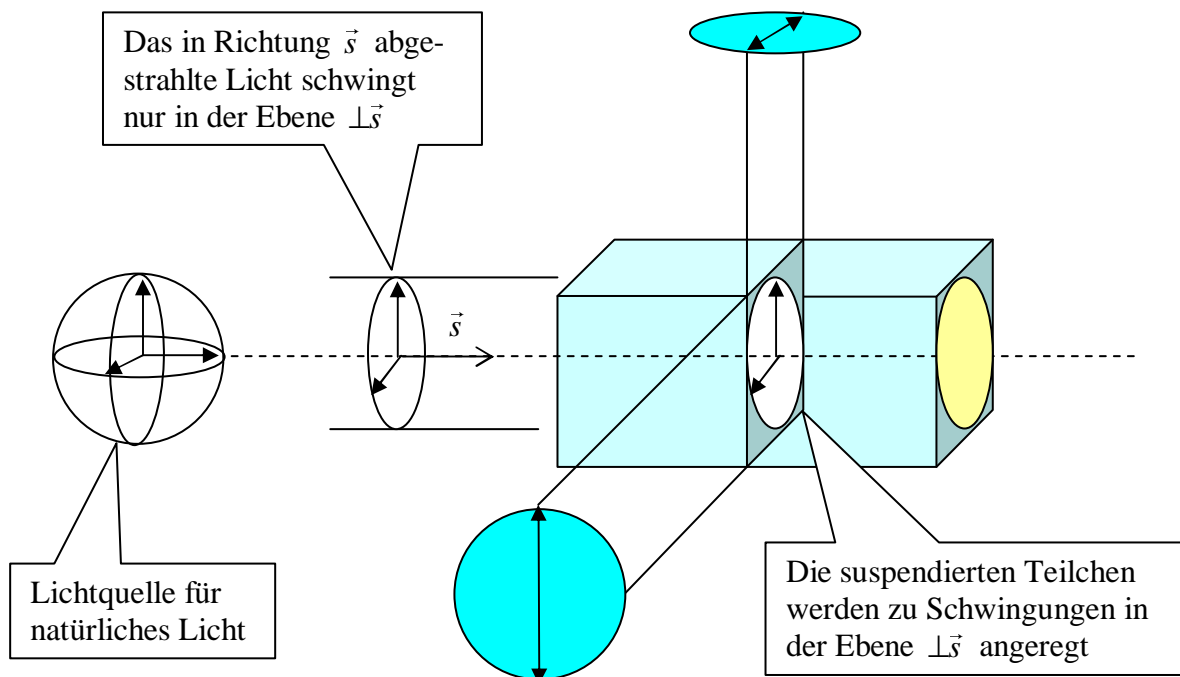 Das in Richtung s⃗ abge-
strahlte Licht schwingt
nur in der Ebene ⊥s⃗
s⃗
Lichtquelle für
natürliches Licht
Die suspendierten Teilchen
werden zu Schwingungen in
der Ebene ⊥s⃗ angeregt